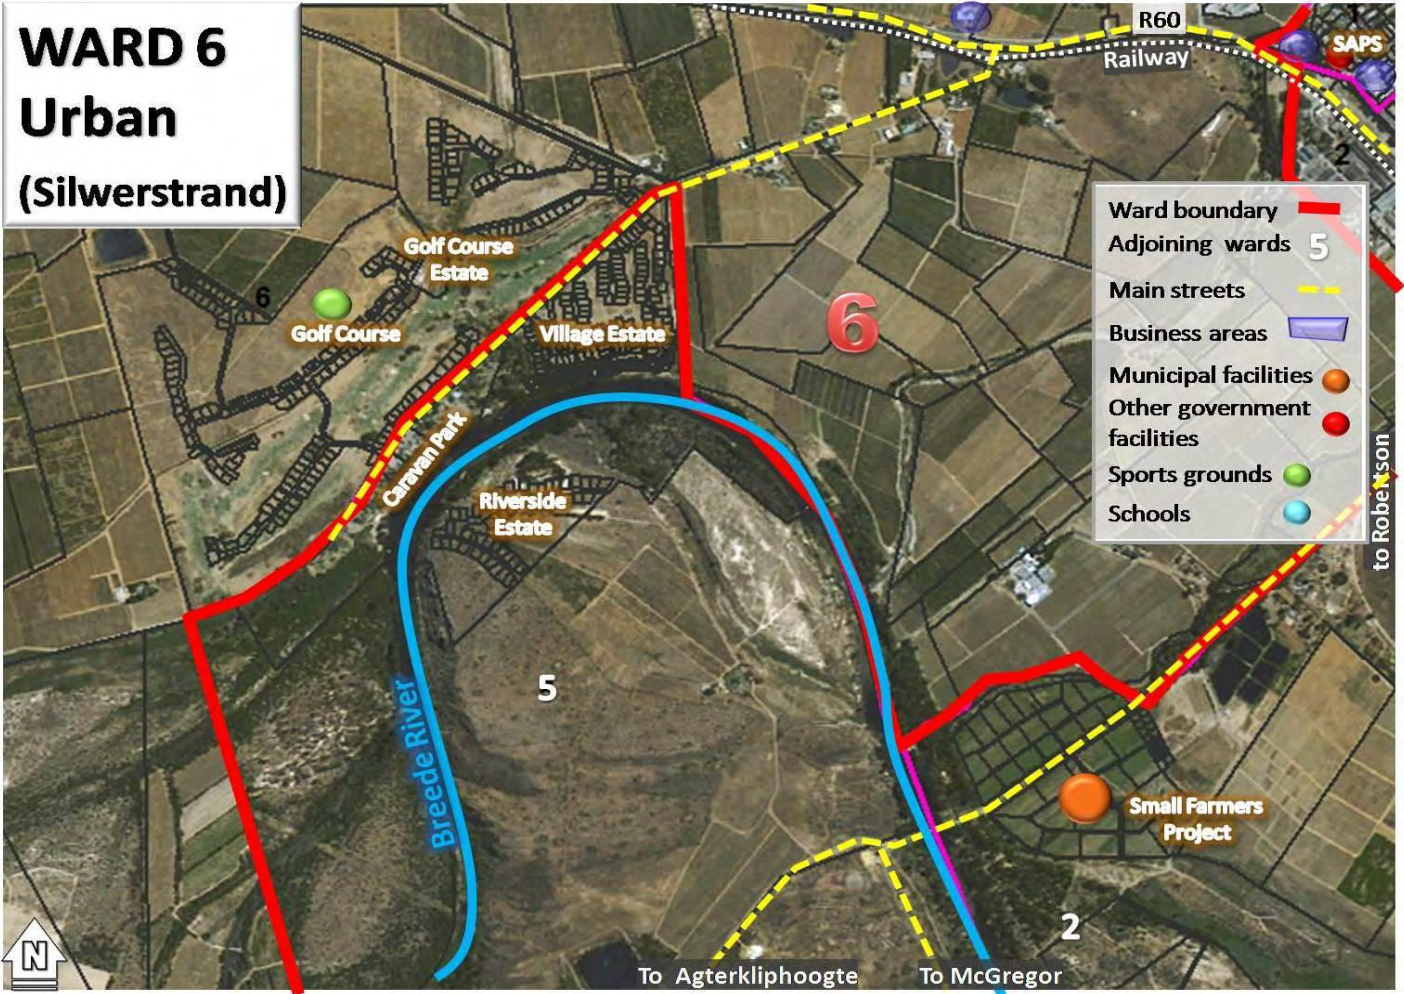 WARD 6
Urban
(Silwerstrand)
R60
Railway
1
SAPS
2
Ward boundary
Adjoining wards 5
Main streets
Business areas
Municipal facilities
Other government
facilities
Sports grounds
Schools
to Robertson
Golf Course
Estate
6
Golf Course
Village Estate
6
Caravan Park
Riverside
Estate
5
Breede River
Small Farmers
Project
2
N
To Agterkliphoogte
To McGregor